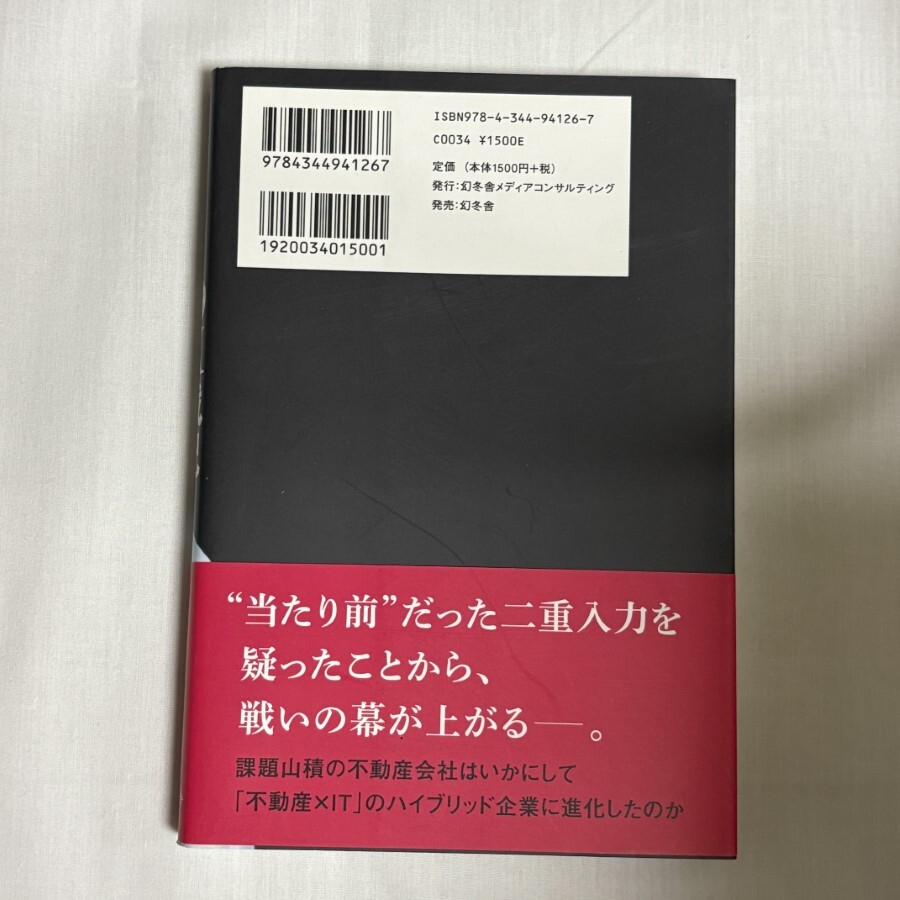 ISBN978-4-344-94126-7
C0034 ¥1500E
定価 (本体1500円+税)
発行:幻冬舎メディアコンサルティング
発売:幻冬舎
9784344941267
1920034015001
“当たり前”だった二重入力を
疑ったことから、
戦いの幕が上がる──。
課題山積の不動産会社はいかにして
「不動産×IT」のハイブリッド企業に進化したのか